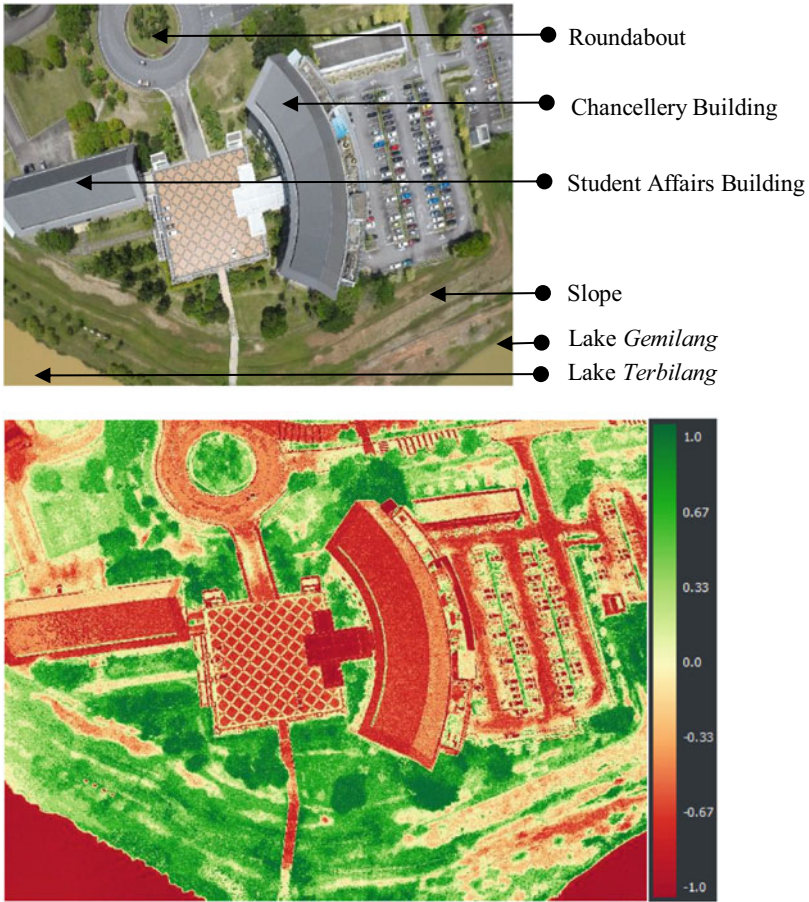 Roundabout
Chancellery Building
Student Affairs Building
Slope
Lake Gemilang
Lake Terbilang
1.0
0.67
0.33
0.0
-0.33
-0.67
-1.0